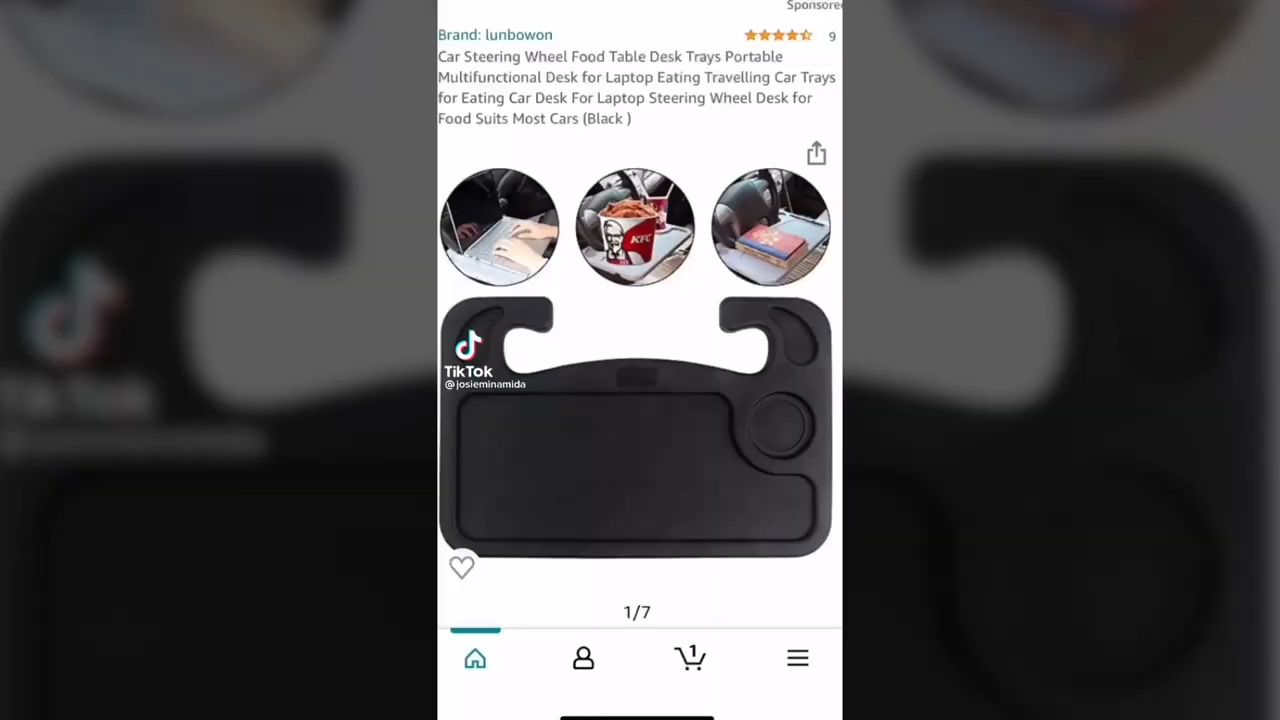 Sponsore
Brand: lunbowon
9
Car Steering Wheel Food Table Desk Trays Portable
Multifunctional Desk for Laptop Eating Travelling Car Trays
for Eating Car Desk For Laptop Steering Wheel Desk for
Food Suits Most Cars (Black )
KFC
TikTok
@josieminamida
1/7
1